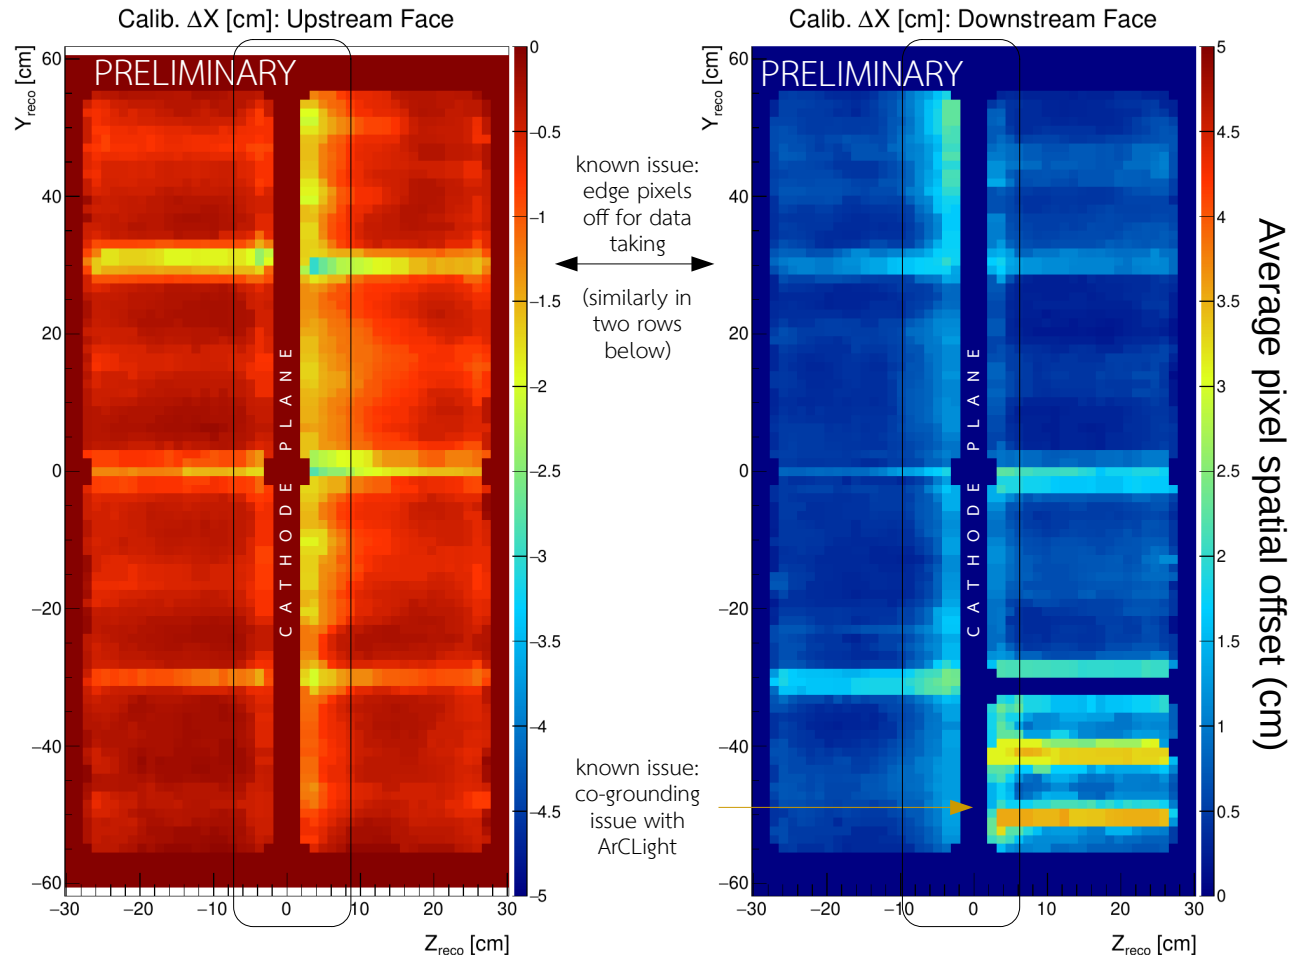 Calib. ΔX [cm]: Upstream Face
Calib. ΔX [cm]: Downstream Face
Y_reco [cm]
60
40
20
0
−20
−40
−60
PRELIMINARY
CATHODE PLANE
−30
−20
−10
0
10
20
30
Z_reco [cm]
0
−0.5
−1
−1.5
−2
−2.5
−3
−3.5
−4
−4.5
−5
known issue:
edge pixels
off for data
taking
(similarly in
two rows
below)
known issue:
co-grounding
issue with
ArCLight
Y_reco [cm]
60
40
20
0
−20
−40
−60
PRELIMINARY
CATHODE PLANE
−30
−20
−10
0
10
20
30
Z_reco [cm]
5
4.5
4
3.5
3
2.5
2
1.5
1
0.5
0
Average pixel spatial offset (cm)